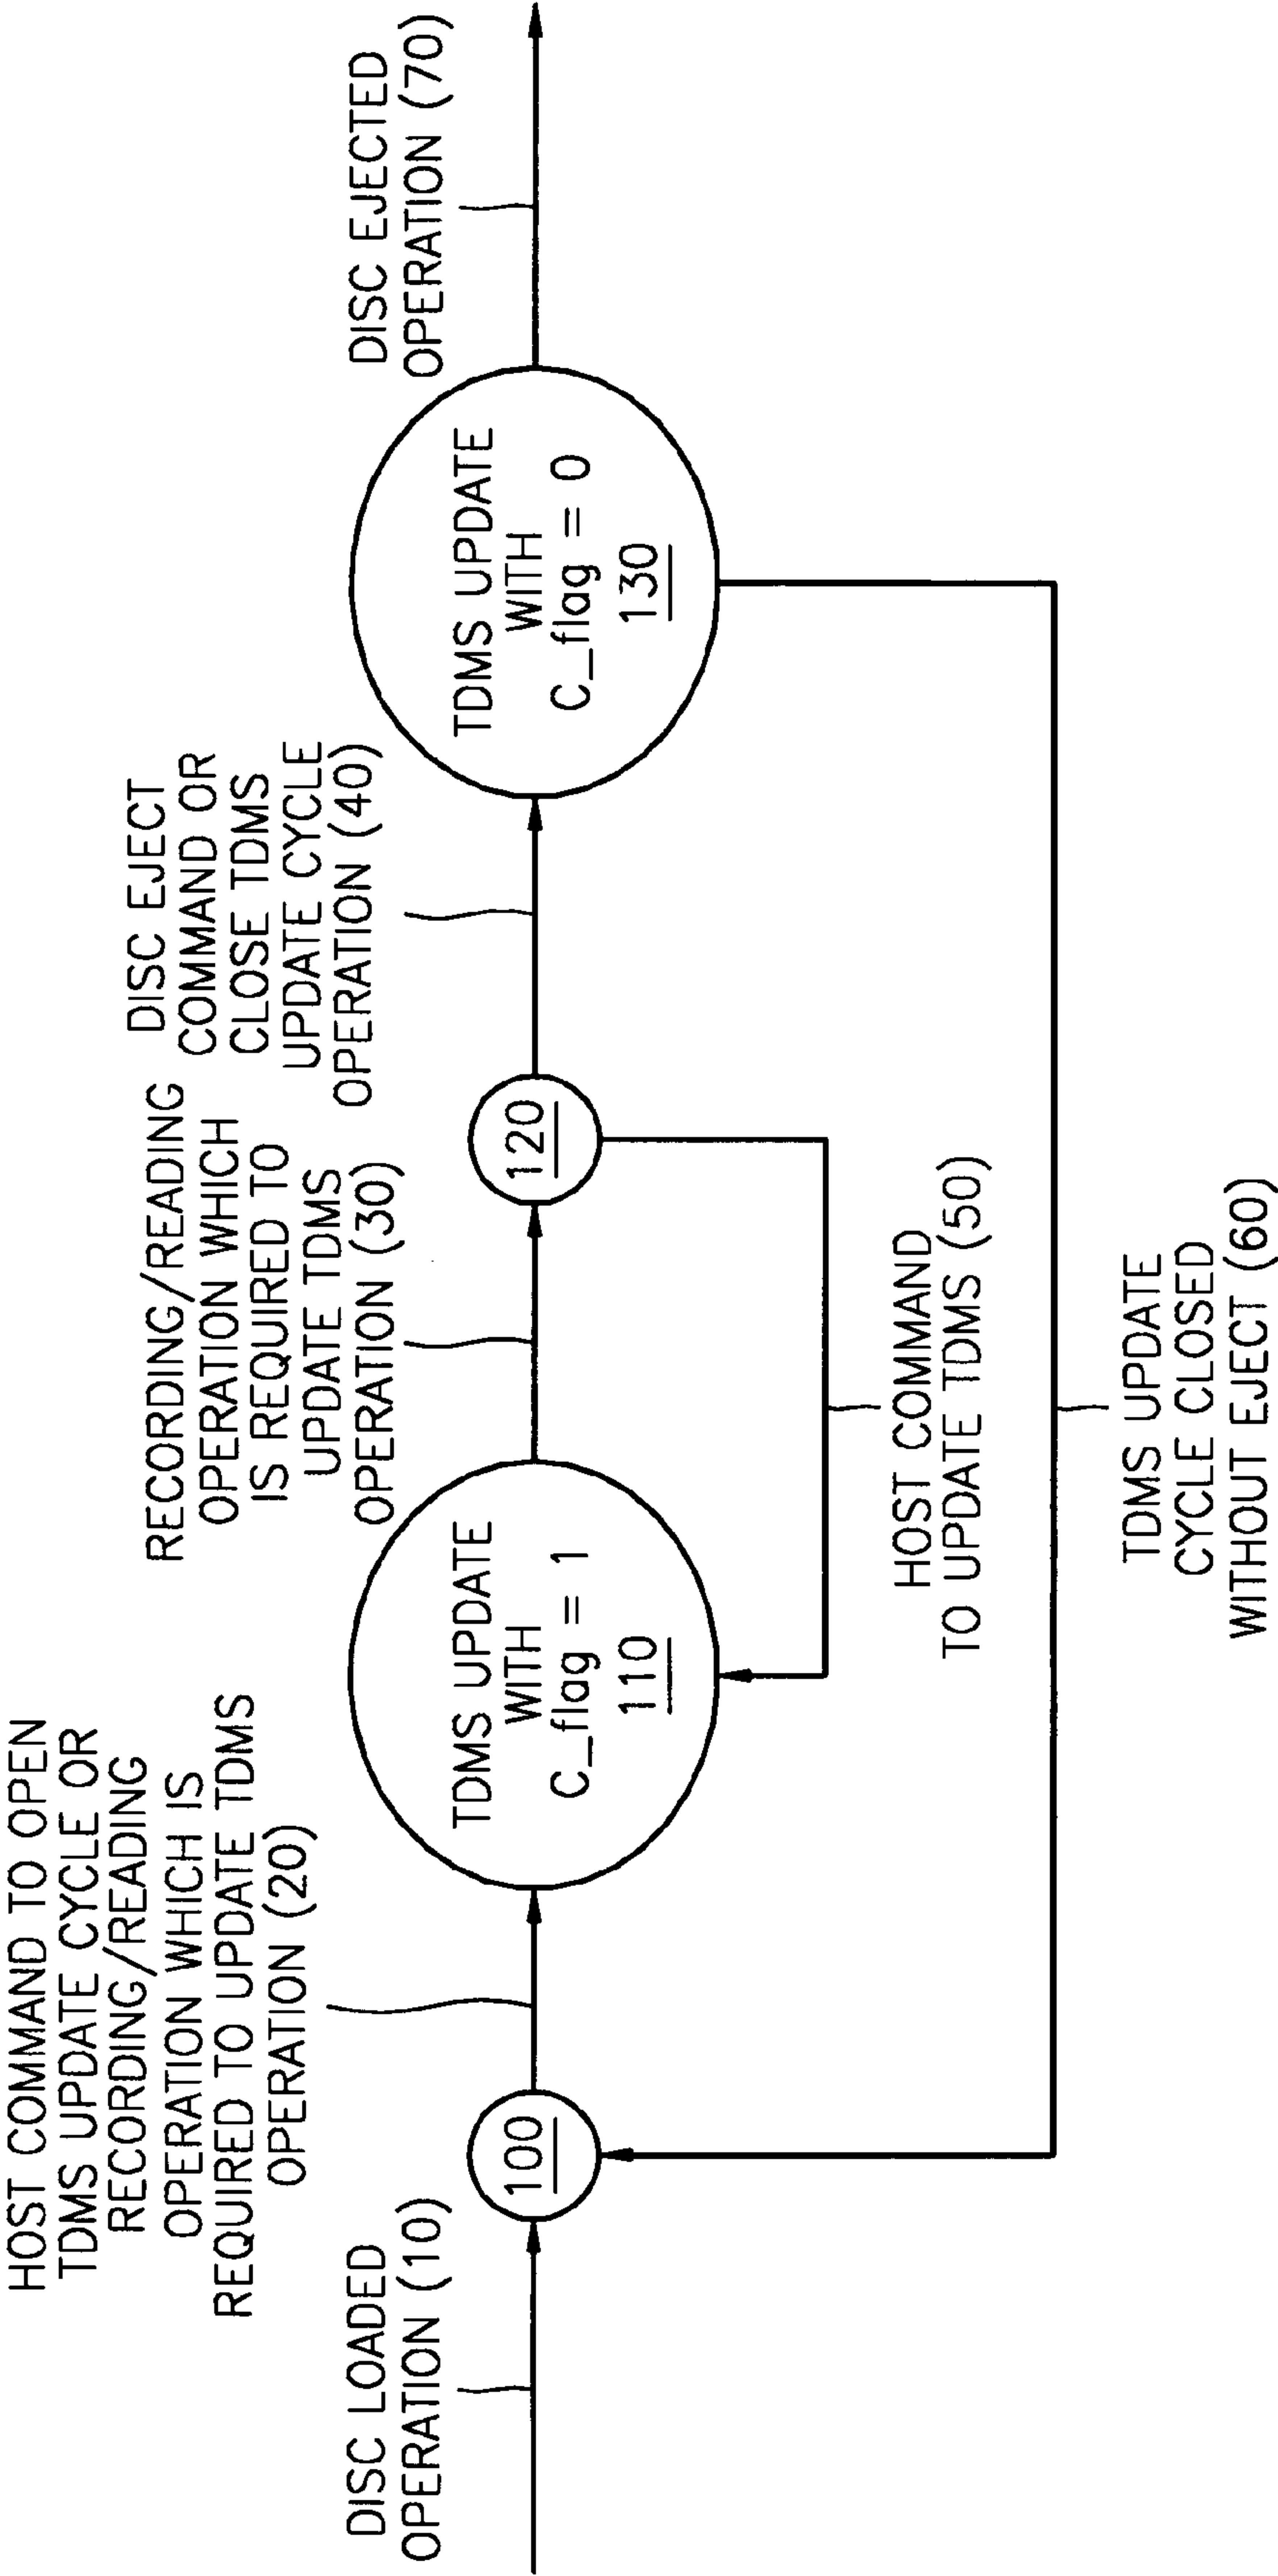 HOST COMMAND TO OPEN
TDMS UPDATE CYCLE OR
RECORDING/READING
OPERATION WHICH IS
REQUIRED TO UPDATE TDMS
OPERATION (20)
RECORDING/READING
OPERATION WHICH
IS REQUIRED TO
UPDATE TDMS
OPERATION (30)
DISC EJECT
COMMAND OR
CLOSE TDMS
UPDATE CYCLE
OPERATION (40)
DISC LOADED
OPERATION (10)
DISC EJECTED
OPERATION (70)
100
TDMS UPDATE
WITH
C_flag = 1
110
120
TDMS UPDATE
WITH
C_flag = 0
130
HOST COMMAND
TO UPDATE TDMS (50)
TDMS UPDATE
CYCLE CLOSED
WITHOUT EJECT (60)